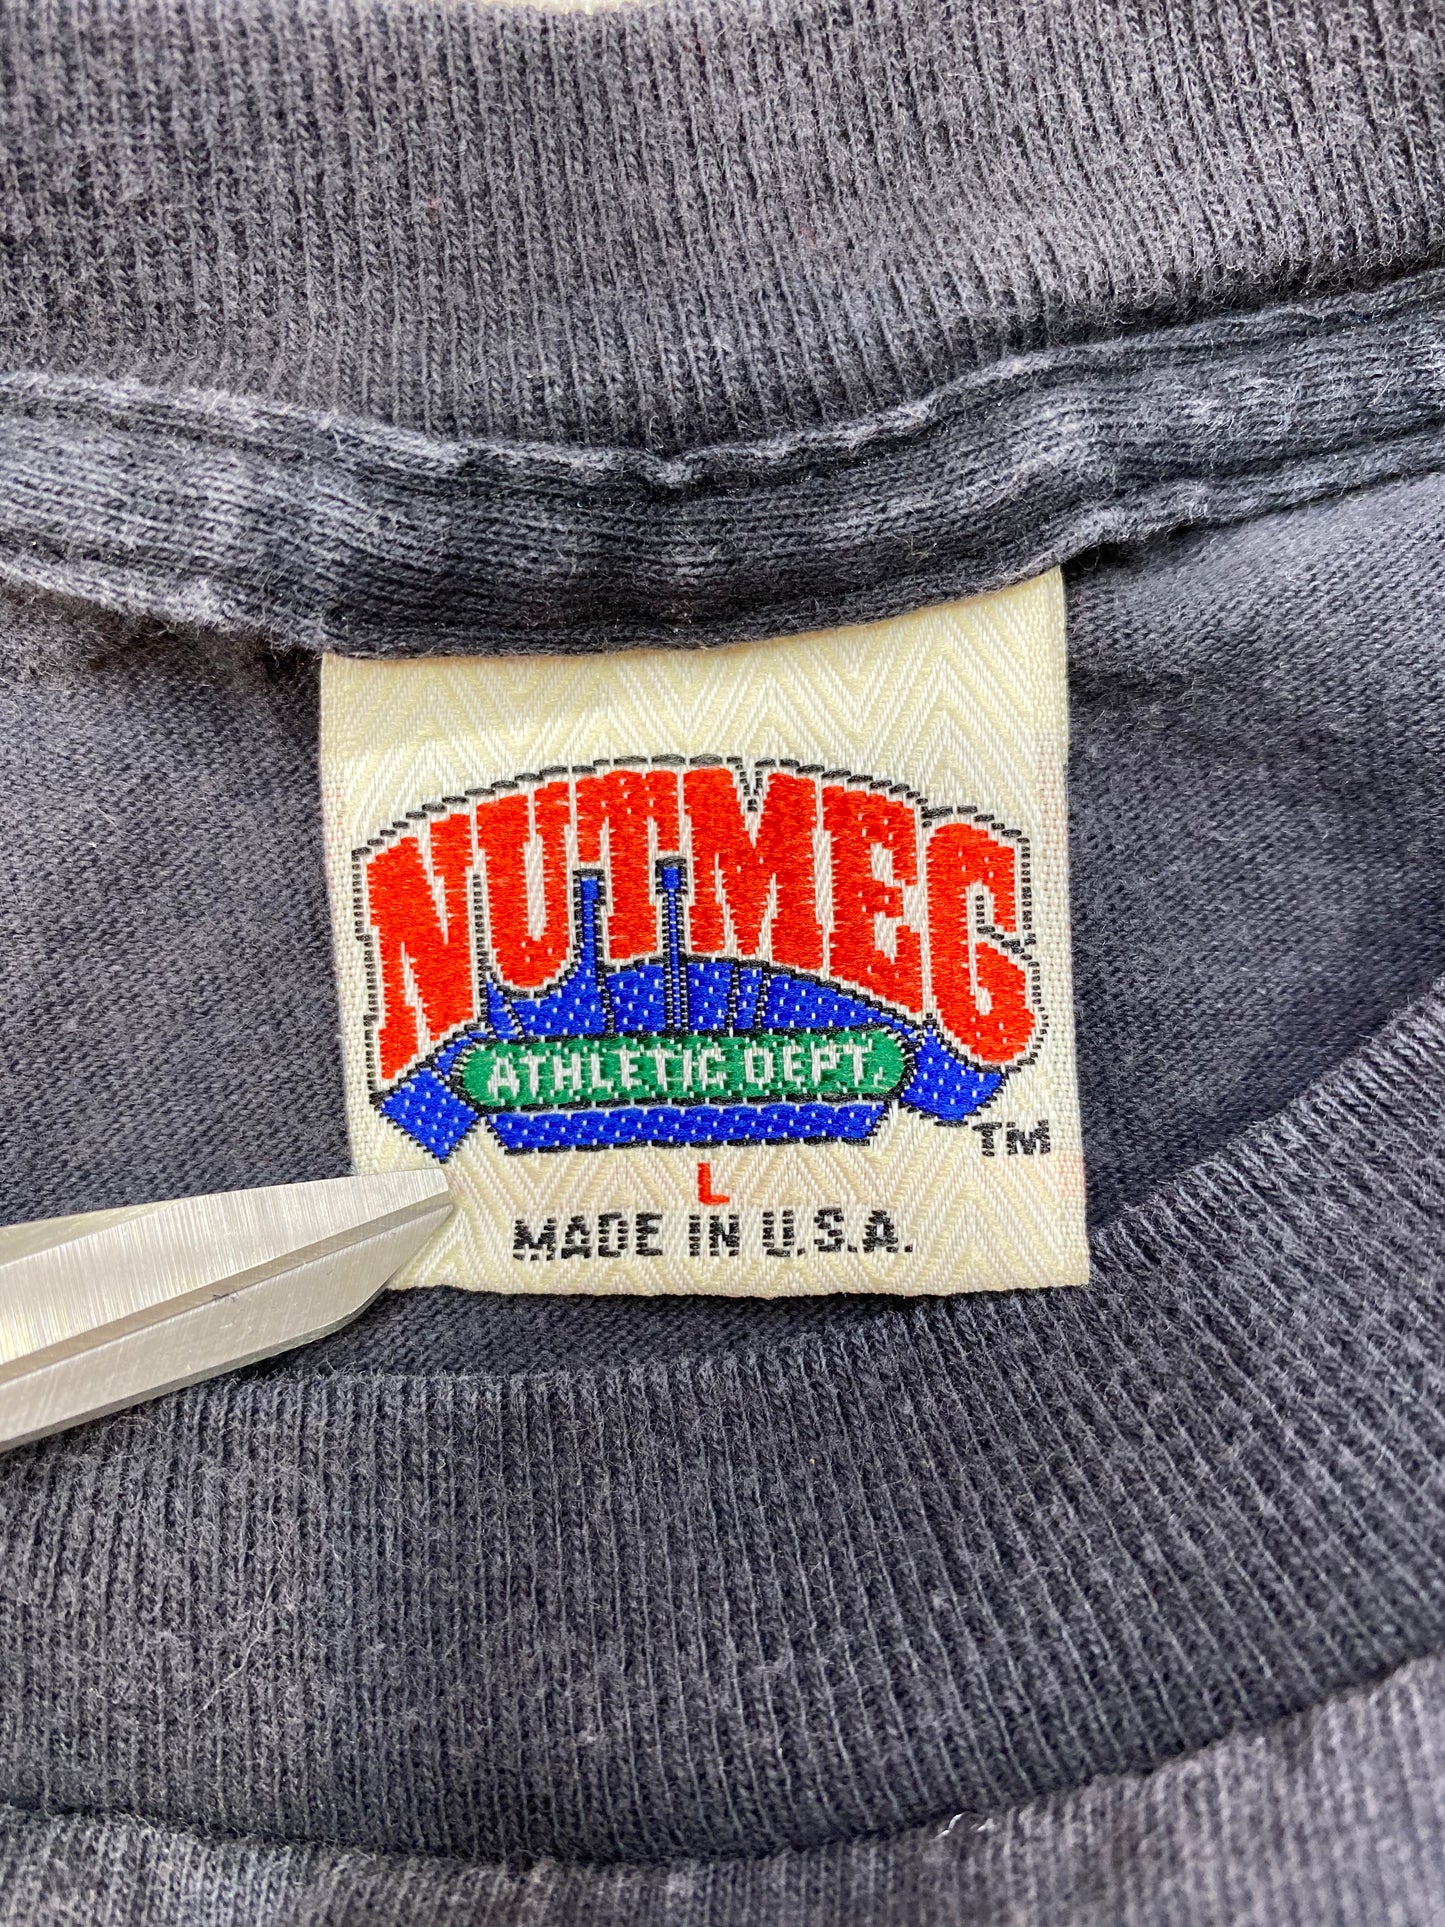 NUTMEG
ATHLETIC DEPT.
TM
L
MADE IN U.S.A.